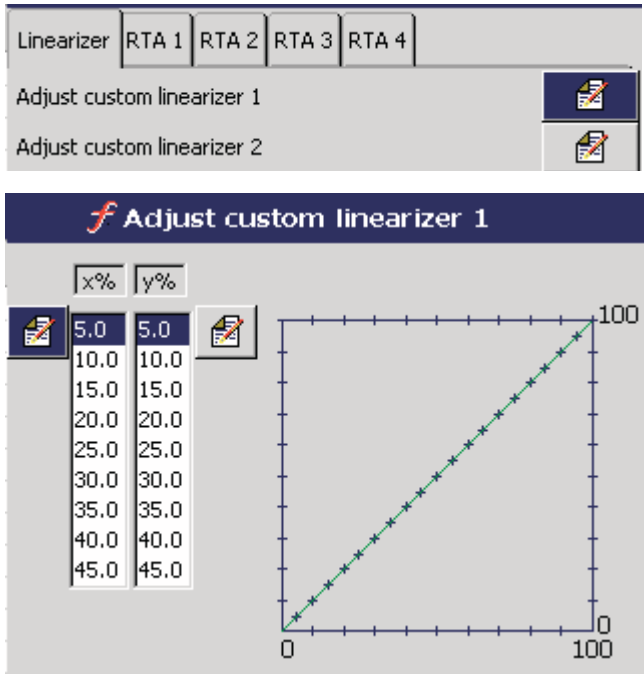 Linearizer RTA 1 RTA 2 RTA 3 RTA 4
Adjust custom linearizer 1
Adjust custom linearizer 2
f Adjust custom linearizer 1
x% y%
5.0 5.0
10.0 10.0
15.0 15.0
20.0 20.0
25.0 25.0
30.0 30.0
35.0 35.0
40.0 40.0
45.0 45.0
100
0
0 100